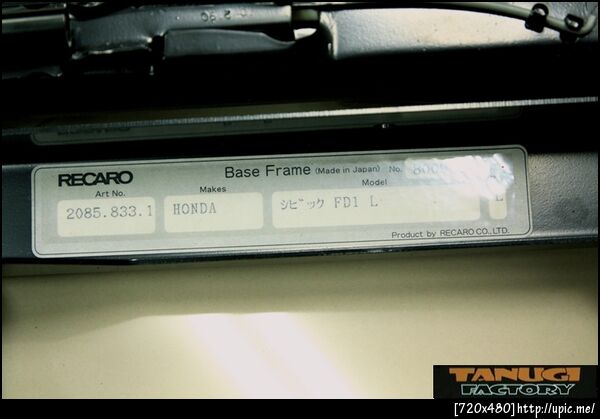 RECARO Base Frame (Made in Japan) No.
Art No. Makes Model
2085.833.1 HONDA シビック FD1 L
L
Product by RECARO CO., LTD.
TANUGI
FACTORY
[720x480]http://upic.me/